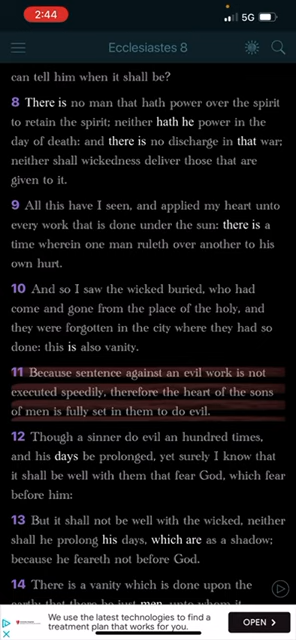 2:44
5G
Ecclesiastes 8
can tell him when it shall be?
8 There is no man that hath power over the spirit
to retain the spirit; neither hath he power in the
day of death: and there is no discharge in that war;
neither shall wickedness deliver those that are
given to it.
9 All this have I seen, and applied my heart unto
every work that is done under the sun: there is a
time wherein one man ruleth over another to his
own hurt.
10 And so I saw the wicked buried, who had
come and gone from the place of the holy, and
they were forgotten in the city where they had so
done: this is also vanity.
11 Because sentence against an evil work is not
executed speedily, therefore the heart of the sons
of men is fully set in them to do evil.
12 Though a sinner do evil an hundred times,
and his days be prolonged, yet surely I know that
it shall be well with them that fear God, which fear
before him:
13 But it shall not be well with the wicked, neither
shall he prolong his days, which are as a shadow;
because he feareth not before God.
14 There is a vanity which is done upon the
earth; that there be just men, unto whom it
We use the latest technologies to find a
treatment plan that works for you.
OPEN >